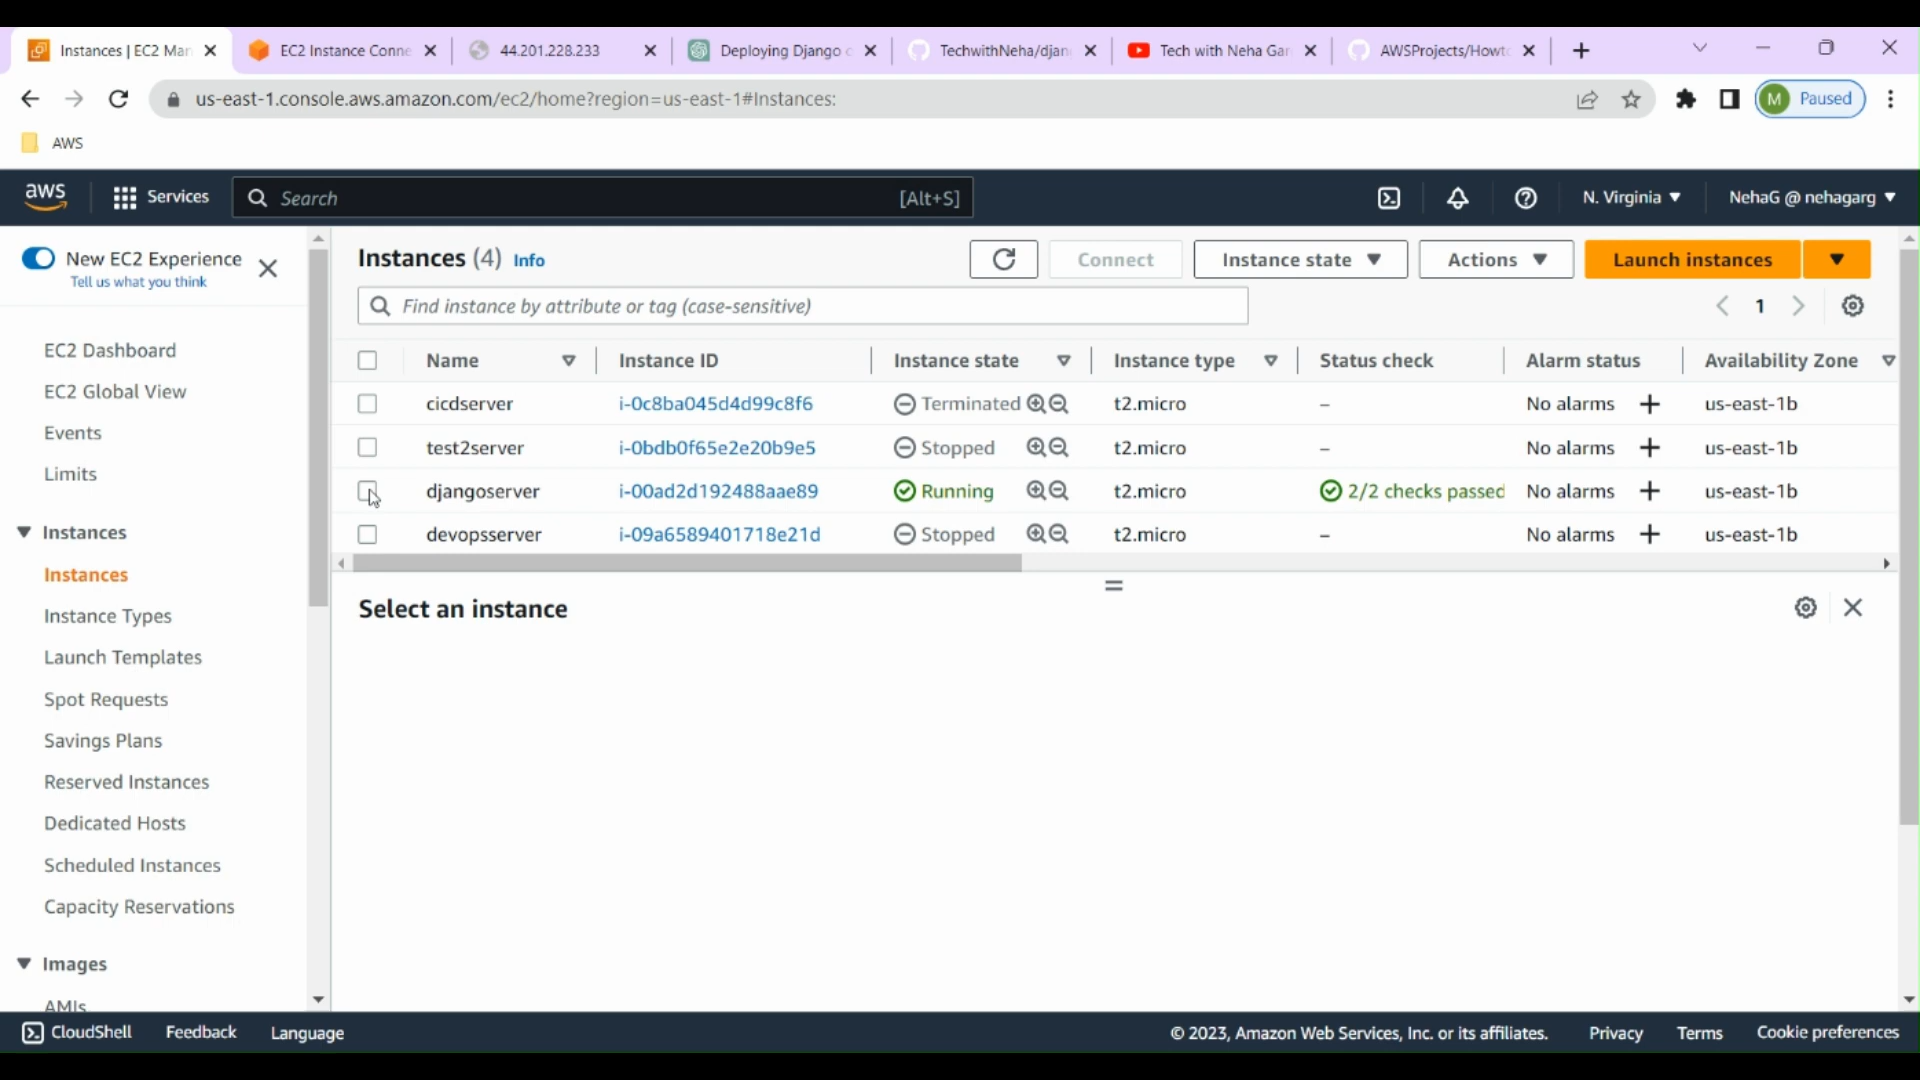 Instances | EC2 Man
EC2 Instance Conne
44.201.228.233
Deploying Django c
TechwithNeha/djan
Tech with Neha Gar
AWSProjects/Howto
us-east-1.console.aws.amazon.com/ec2/home?region=us-east-1#Instances:
M Paused
AWS
aws
Services
Search [Alt+S]
N. Virginia
NehaG @ nehagarg
New EC2 Experience
Tell us what you think
EC2 Dashboard
EC2 Global View
Events
Limits
Instances
Instances
Instance Types
Launch Templates
Spot Requests
Savings Plans
Reserved Instances
Dedicated Hosts
Scheduled Instances
Capacity Reservations
Images
AMIs
Instances (4) Info
Connect
Instance state
Actions
Launch instances
Find instance by attribute or tag (case-sensitive)
1
Name Instance ID Instance state Instance type Status check Alarm status Availability Zone
cicdserver i-0c8ba045d4d99c8f6 Terminated t2.micro – No alarms + us-east-1b
test2server i-0bdb0f65e2e20b9e5 Stopped t2.micro – No alarms + us-east-1b
djangoserver i-00ad2d192488aae89 Running t2.micro 2/2 checks passed No alarms + us-east-1b
devopsserver i-09a6589401718e21d Stopped t2.micro – No alarms + us-east-1b
Select an instance
CloudShell Feedback Language
© 2023, Amazon Web Services, Inc. or its affiliates. Privacy Terms Cookie preferences